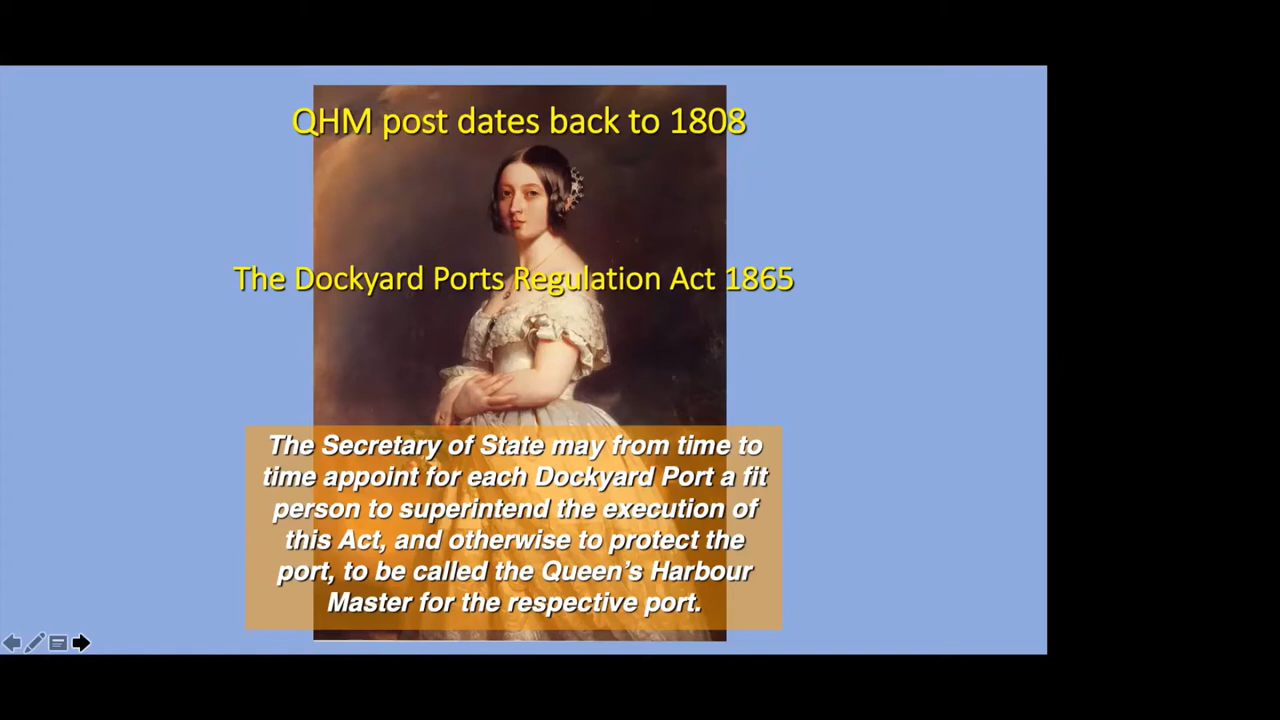 QHM post dates back to 1808
The Dockyard Ports Regulation Act 1865
The Secretary of State may from time to
time appoint for each Dockyard Port a fit
person to superintend the execution of
this Act, and otherwise to protect the
port, to be called the Queen’s Harbour
Master for the respective port.